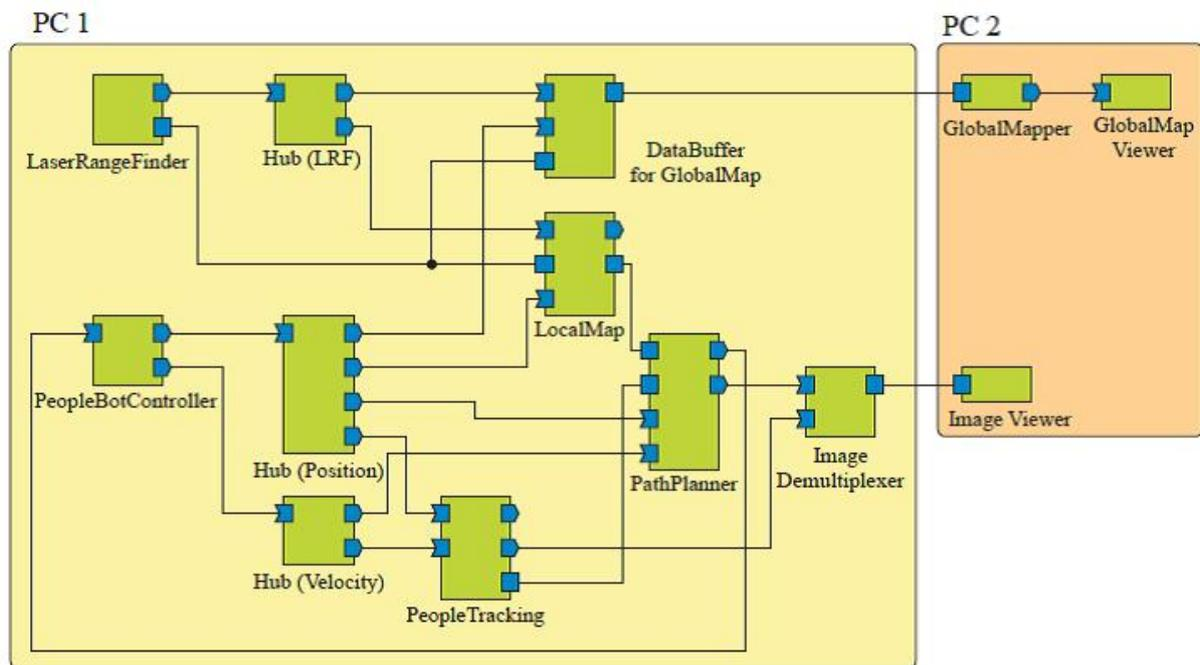 PC 1
PC 2
LaserRangeFinder
Hub (LRF)
DataBuffer
for GlobalMap
GlobalMapper
GlobalMap
Viewer
LocalMap
PeopleBotController
Hub (Position)
PathPlanner
Image
Demultiplexer
Image Viewer
Hub (Velocity)
PeopleTracking